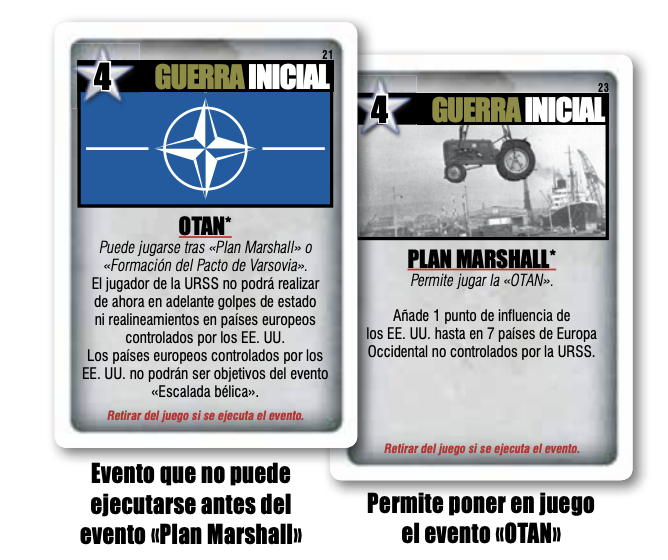 21
4
GUERRA INICIAL
OTAN*
Puede jugarse tras «Plan Marshall» o
«Formación del Pacto de Varsovia».
El jugador de la URSS no podrá realizar
de ahora en adelante golpes de estado
ni realineamientos en países europeos
controlados por los EE. UU.
Los países europeos controlados por los
EE. UU. no podrán ser objetivos del evento
«Escalada bélica».
Retirar del juego si se ejecuta el evento.
Evento que no puede
ejecutarse antes del
evento «Plan Marshall»
23
4
GUERRA INICIAL
PLAN MARSHALL*
Permite jugar la «OTAN».
Añade 1 punto de influencia de
los EE. UU. hasta en 7 países de Europa
Occidental no controlados por la URSS.
Retirar del juego si se ejecuta el evento.
Permite poner en juego
el evento «OTAN»